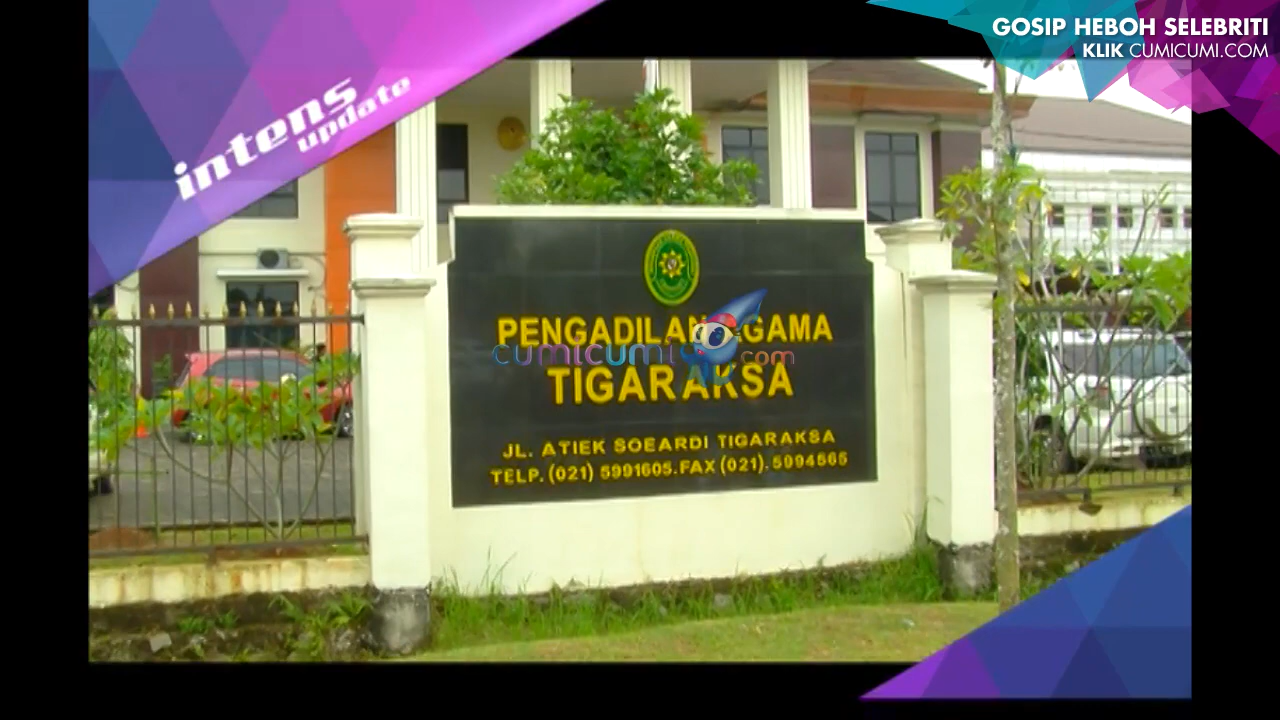 GOSIP HEBOH SELEBRITI
KLIK CUMICUMI.COM
intens
update
PENGADILAN AGAMA
cumicumi.com
TIGARAKSA
JL. ATIEK SOEARDI TIGARAKSA
TELP. (021) 5991605. FAX (021). 5994565